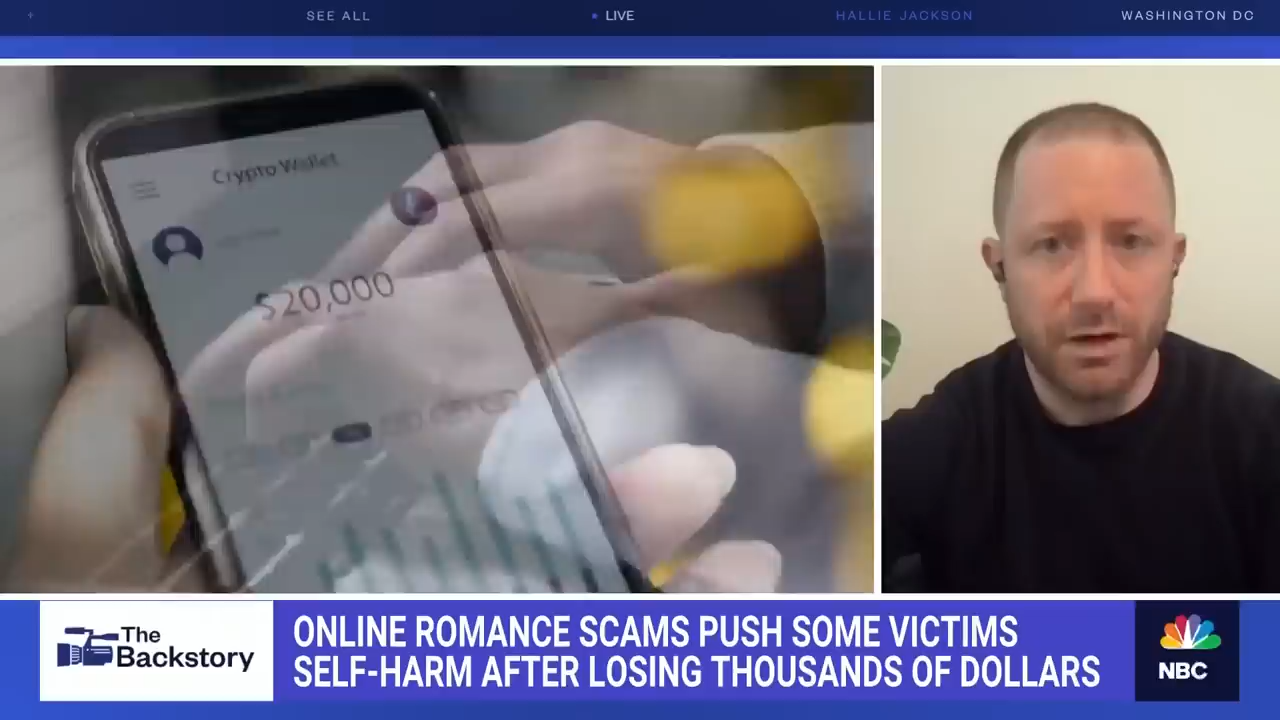 SEE ALL
LIVE
HALLIE JACKSON
WASHINGTON DC
Crypto Wallet
$20,000
The
Backstory
ONLINE ROMANCE SCAMS PUSH SOME VICTIMS
SELF-HARM AFTER LOSING THOUSANDS OF DOLLARS
NBC